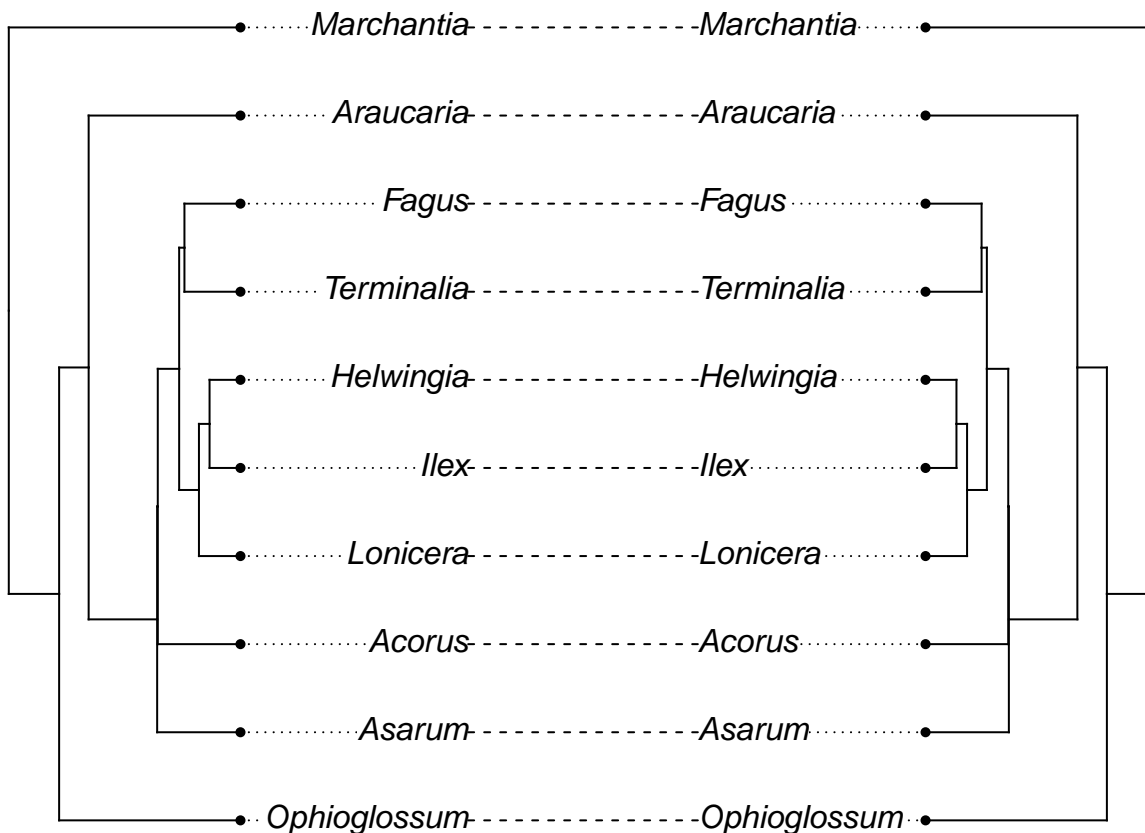 Marchantia Marchantia
Araucaria Araucaria
Fagus Fagus
Terminalia Terminalia
Helwingia Helwingia
Ilex Ilex
Lonicera Lonicera
Acorus Acorus
Asarum Asarum
Ophioglossum Ophioglossum